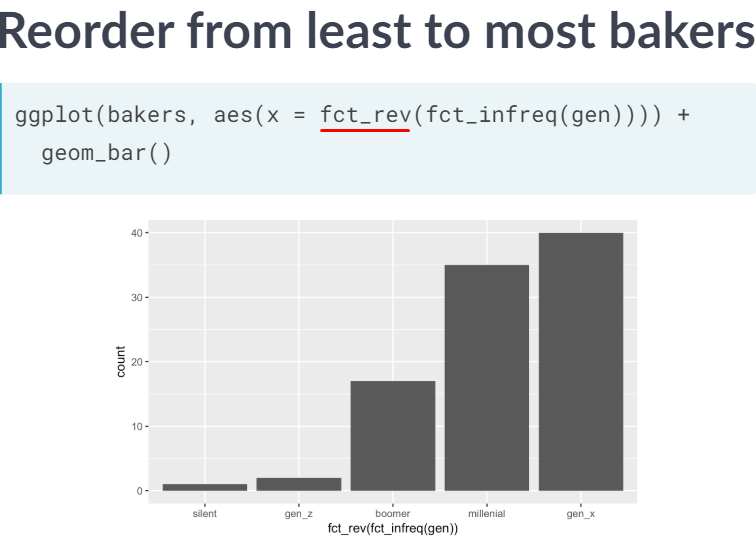 Reorder from least to most bakers
ggplot(bakers, aes(x = fct_rev(fct_infreq(gen)))) +
geom_bar()
40
30
20
10
0
count
silent gen_z boomer millenial gen_x
fct_rev(fct_infreq(gen))